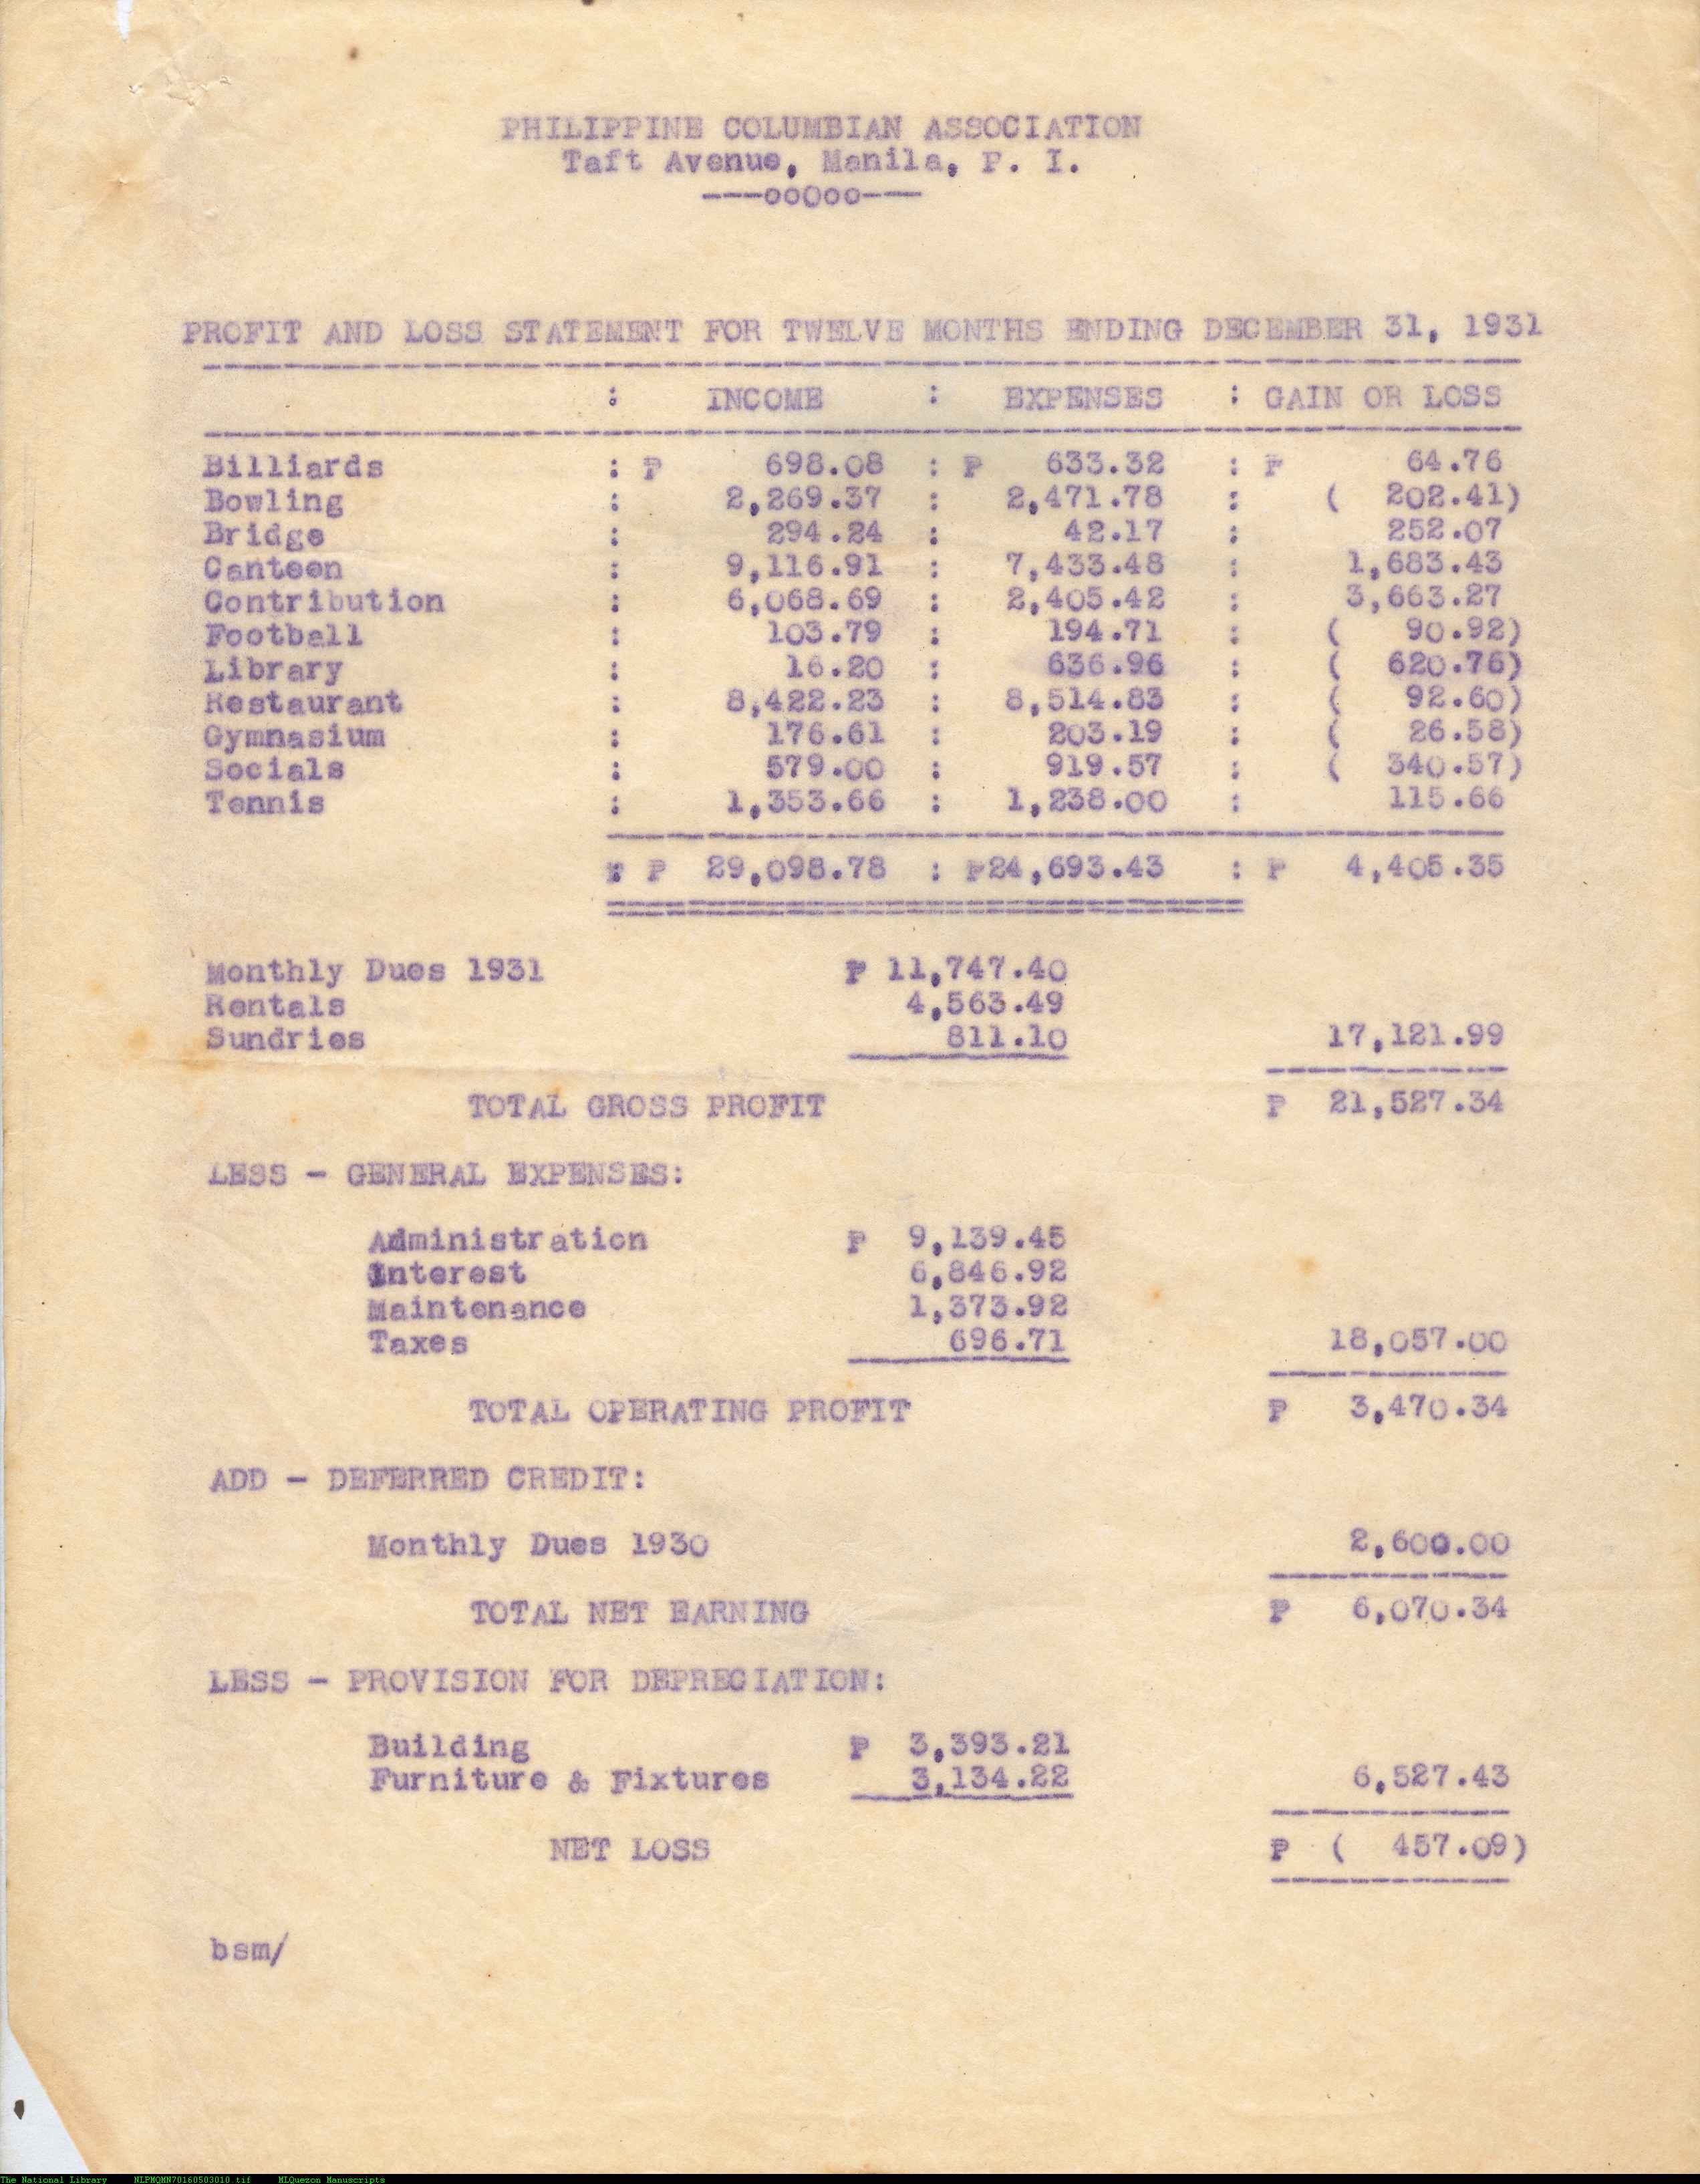 PHILIPPINE COLUMBIAN ASSOCIATION
Taft Avenue, Manila, P. I.
---ooOoo---
PROFIT AND LOSS STATEMENT FOR TWELVE MONTHS ENDING DECEMBER 31, 1931
: INCOME : EXPENSES : GAIN OR LOSS
Billiards : ₱ 698.08 : ₱ 633.32 : ₱ 64.76
Bowling : 2,269.37 : 2,471.78 : ( 202.41)
Bridge : 294.24 : 42.17 : 252.07
Canteen : 9,116.91 : 7,433.48 : 1,683.43
Contribution : 6,068.69 : 2,405.42 : 3,663.27
Football : 103.79 : 194.71 : ( 90.92)
Library : 16.20 : 636.96 : ( 620.76)
Restaurant : 8,422.23 : 8,514.83 : ( 92.60)
Gymnasium : 176.61 : 203.19 : ( 26.58)
Socials : 579.00 : 919.57 : ( 340.57)
Tennis : 1,353.66 : 1,238.00 : 115.66
: ₱ 29,098.78 : ₱24,693.43 : ₱ 4,405.35
Monthly Dues 1931 ₱ 11,747.40
Rentals 4,563.49
Sundries 811.10 17,121.99
TOTAL GROSS PROFIT ₱ 21,527.34
LESS - GENERAL EXPENSES:
Administration ₱ 9,139.45
Interest 6,846.92
Maintenance 1,373.92
Taxes 696.71 18,057.00
TOTAL OPERATING PROFIT ₱ 3,470.34
ADD - DEFERRED CREDIT:
Monthly Dues 1930 2,600.00
TOTAL NET EARNING ₱ 6,070.34
LESS - PROVISION FOR DEPRECIATION:
Building ₱ 3,393.21
Furniture & Fixtures 3,134.22 6,527.43
NET LOSS ₱ ( 457.09)
bsm/
The National Library NLPMQMN70160503010.tif MLQuezon Manuscripts